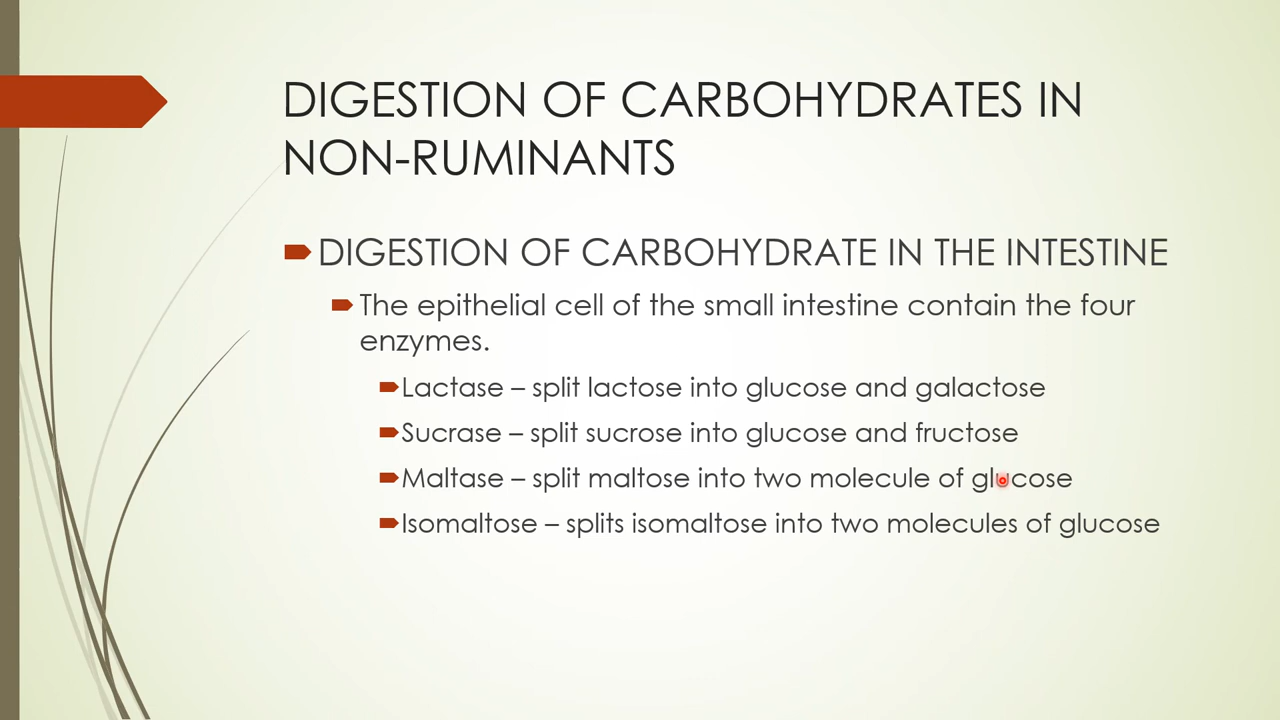 DIGESTION OF CARBOHYDRATES IN
NON-RUMINANTS
DIGESTION OF CARBOHYDRATE IN THE INTESTINE
The epithelial cell of the small intestine contain the four
enzymes.
Lactase – split lactose into glucose and galactose
Sucrase – split sucrose into glucose and fructose
Maltase – split maltose into two molecule of glucose
Isomaltose – splits isomaltose into two molecules of glucose